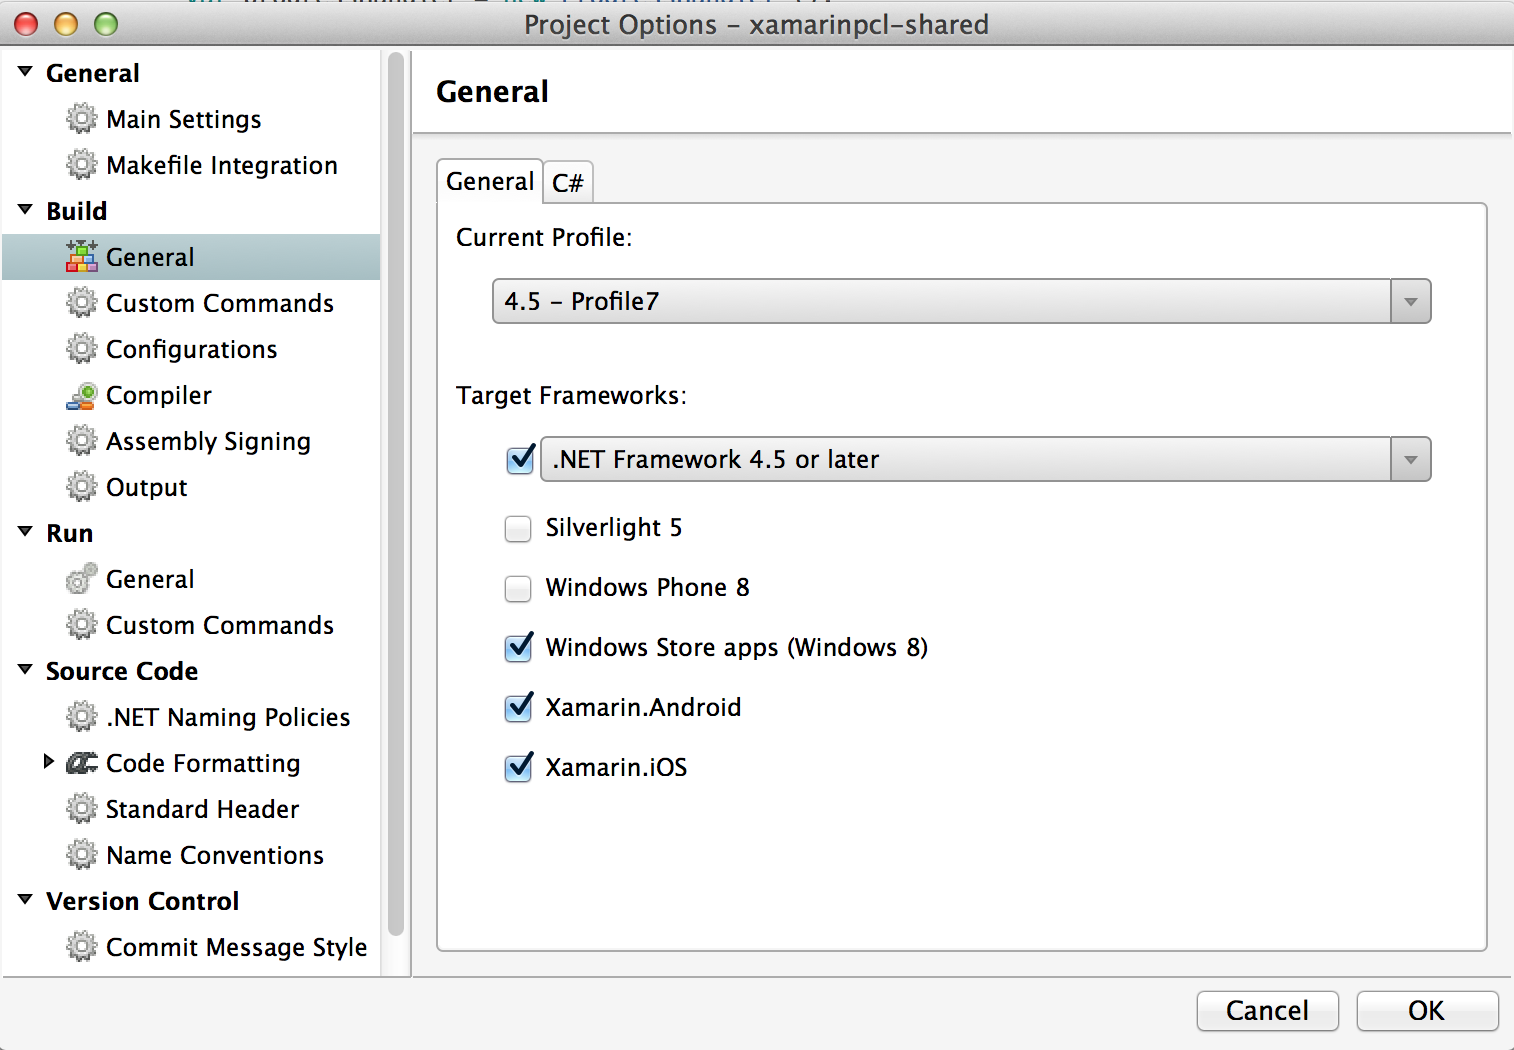 Project Options – xamarinpcl-shared
General
Main Settings
Makefile Integration
Build
General
Custom Commands
Configurations
Compiler
Assembly Signing
Output
Run
General
Custom Commands
Source Code
.NET Naming Policies
Code Formatting
Standard Header
Name Conventions
Version Control
Commit Message Style
General
General
C#
Current Profile:
4.5 – Profile7
Target Frameworks:
.NET Framework 4.5 or later
Silverlight 5
Windows Phone 8
Windows Store apps (Windows 8)
Xamarin.Android
Xamarin.iOS
Cancel
OK